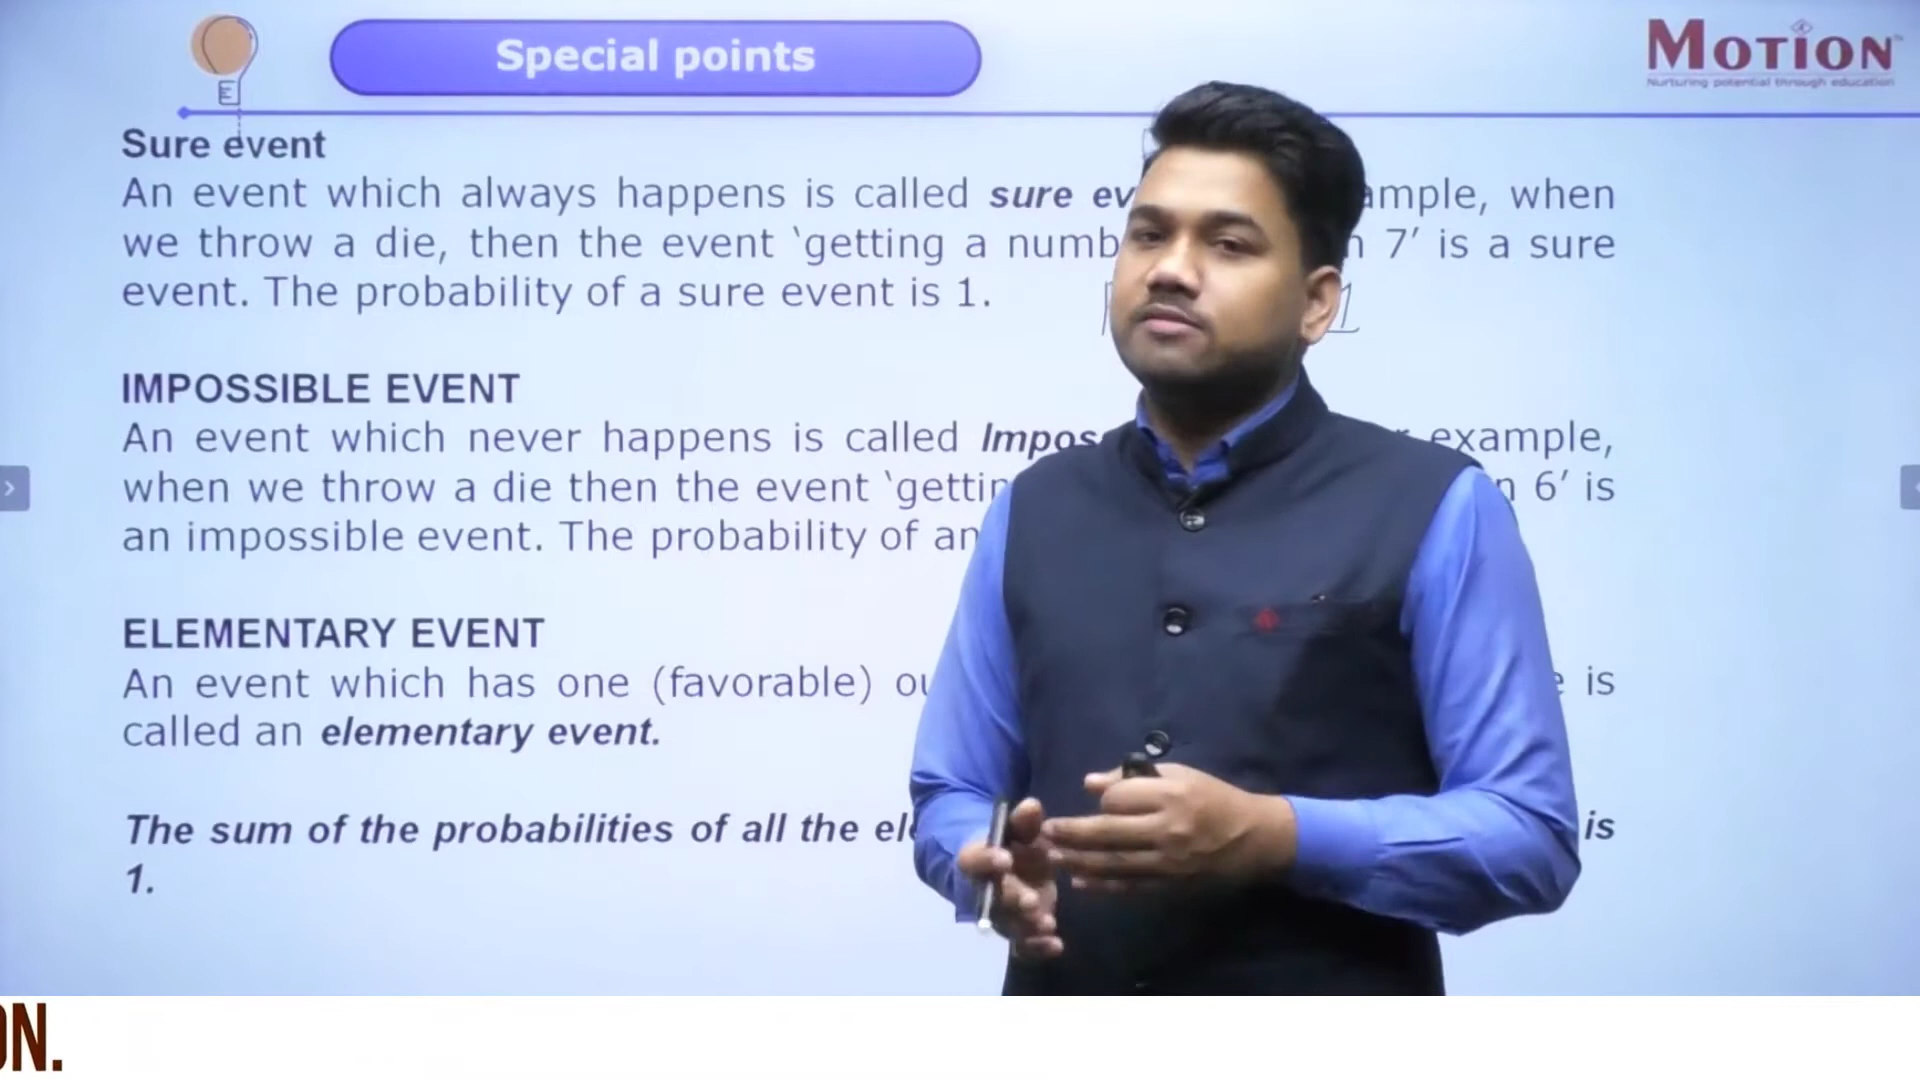 Special points
MOTION
Nurturing potential through education
Sure event
An event which always happens is called sure ev ample, when
we throw a die, then the event ‘getting a numb n 7’ is a sure
event. The probability of a sure event is 1.
1
IMPOSSIBLE EVENT
An event which never happens is called Impos example,
when we throw a die then the event ‘gettin n 6’ is
an impossible event. The probability of an
ELEMENTARY EVENT
An event which has one (favorable) ou e is
called an elementary event.
The sum of the probabilities of all the ele is
1.
ON.